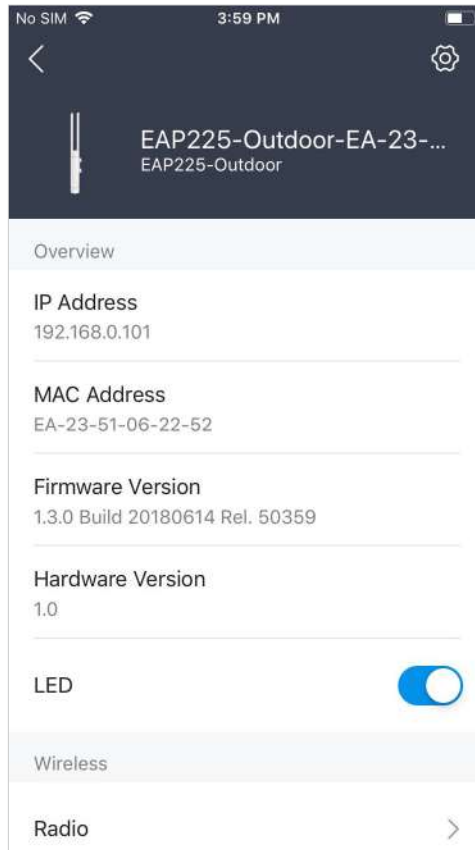 No SIM 3:59 PM
EAP225-Outdoor-EA-23-...
EAP225-Outdoor
Overview
IP Address
192.168.0.101
MAC Address
EA-23-51-06-22-52
Firmware Version
1.3.0 Build 20180614 Rel. 50359
Hardware Version
1.0
LED
Wireless
Radio